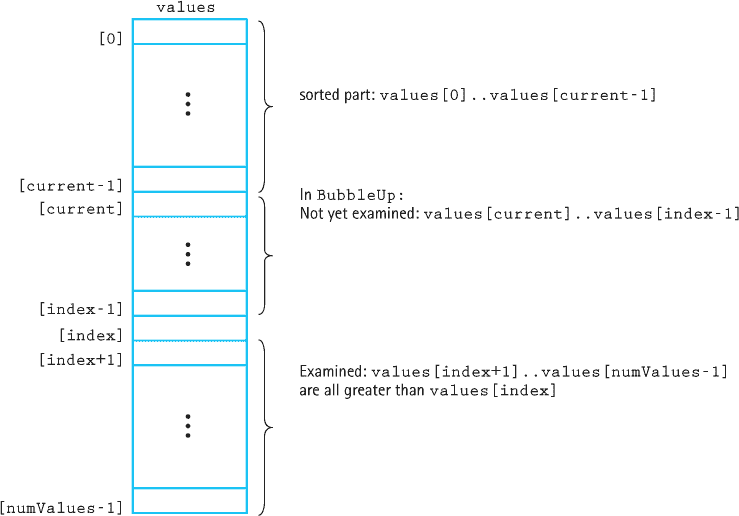 values
[0]
sorted part: values[0]..values[current-1]
[current-1]
[current]
In BubbleUp:
Not yet examined: values[current]..values[index-1]
[index-1]
[index]
[index+1]
Examined: values[index+1]..values[numValues-1]
are all greater than values[index]
[numValues-1]